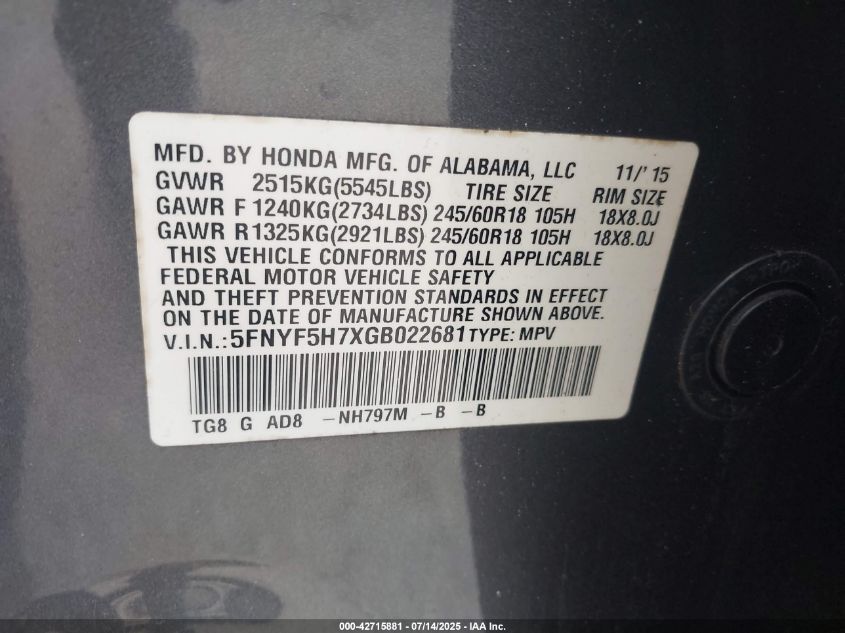 MFD. BY HONDA MFG. OF ALABAMA, LLC 11/' 15
GVWR 2515KG(5545LBS) TIRE SIZE RIM SIZE
GAWR F 1240KG(2734LBS) 245/60R18 105H 18X8.0J
GAWR R 1325KG(2921LBS) 245/60R18 105H 18X8.0J
THIS VEHICLE CONFORMS TO ALL APPLICABLE
FEDERAL MOTOR VEHICLE SAFETY
AND THEFT PREVENTION STANDARDS IN EFFECT
ON THE DATE OF MANUFACTURE SHOWN ABOVE.
V.I.N.: 5FNYF5H7XGB022681 TYPE: MPV
TG8 G AD8 -NH797M -B -B
000-42715881 - 07/14/2025 - IAA Inc.